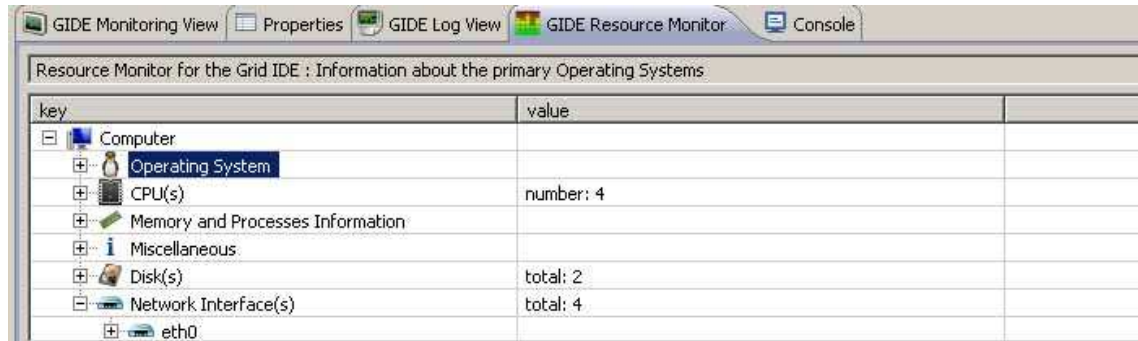 GIDE Monitoring View Properties GIDE Log View GIDE Resource Monitor Console
Resource Monitor for the Grid IDE : Information about the primary Operating Systems
key value
Computer
Operating System
CPU(s) number: 4
Memory and Processes Information
Miscellaneous
Disk(s) total: 2
Network Interface(s) total: 4
eth0